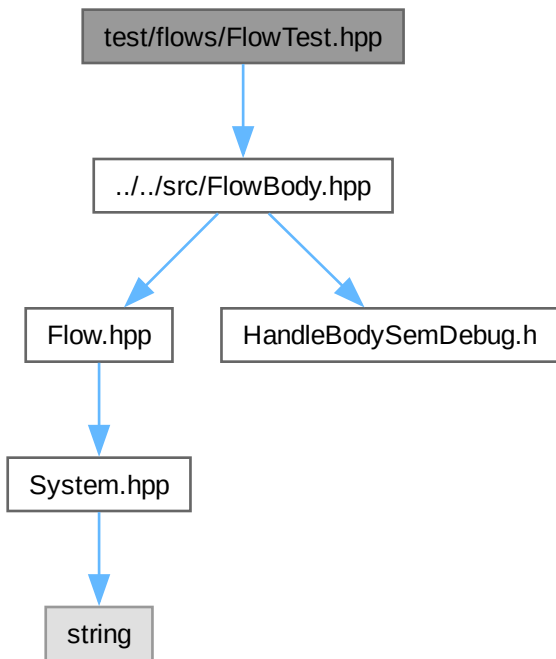 test/flows/FlowTest.hpp
../../src/FlowBody.hpp
Flow.hpp
HandleBodySemDebug.h
System.hpp
string